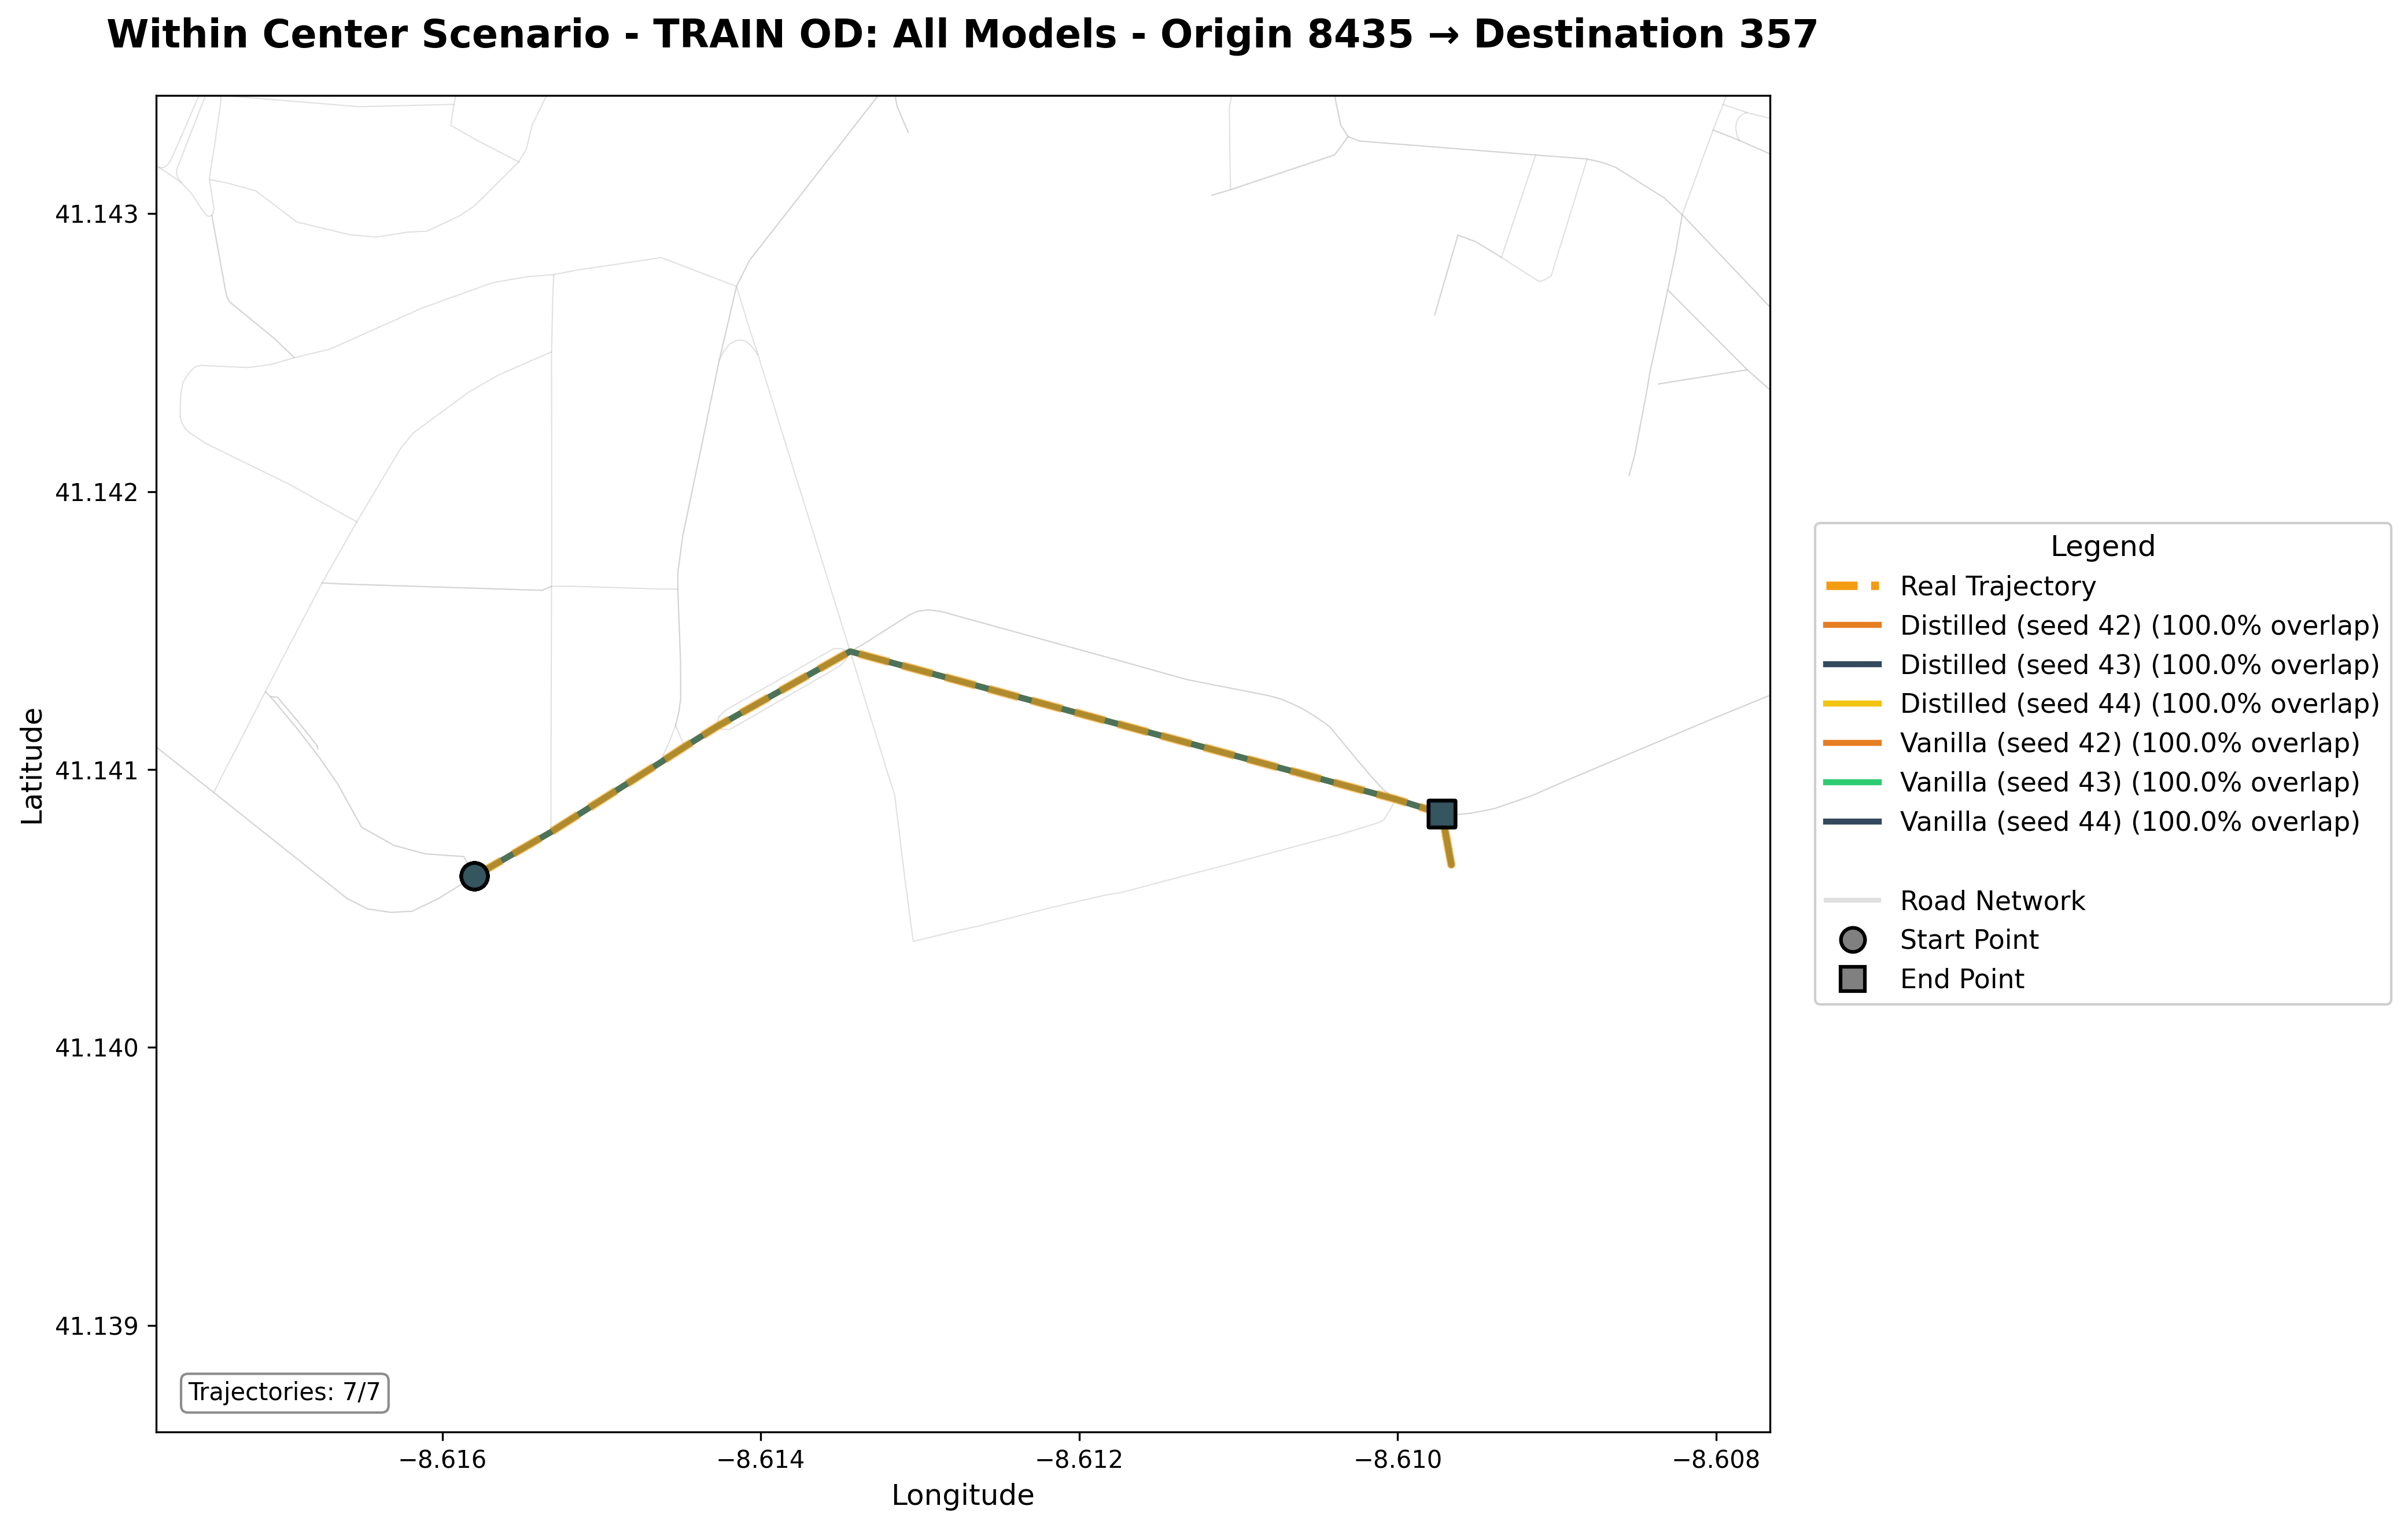 Within Center Scenario - TRAIN OD: All Models - Origin 8435 → Destination 357
41.143
41.142
41.141
41.140
41.139
Latitude
Trajectories: 7/7
−8.616
−8.614
−8.612
−8.610
−8.608
Longitude
Legend
Real Trajectory
Distilled (seed 42) (100.0% overlap)
Distilled (seed 43) (100.0% overlap)
Distilled (seed 44) (100.0% overlap)
Vanilla (seed 42) (100.0% overlap)
Vanilla (seed 43) (100.0% overlap)
Vanilla (seed 44) (100.0% overlap)
Road Network
Start Point
End Point